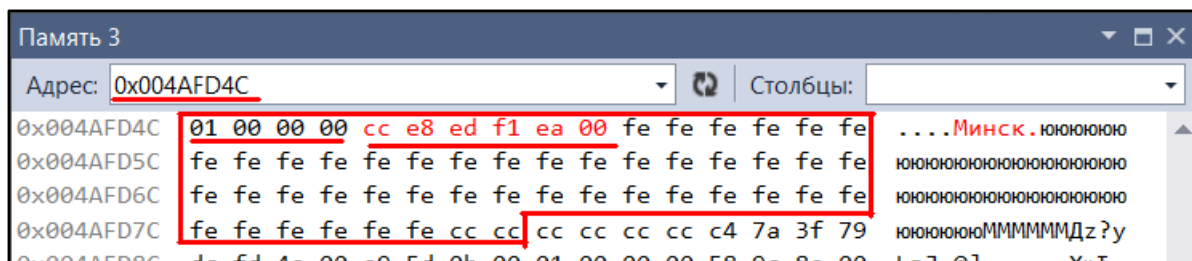 Память 3
Адрес: 0x004AFD4C Столбцы:
0x004AFD4C 01 00 00 00 cc e8 ed f1 ea 00 fe fe fe fe fe fe ....Минск.юююююю
0x004AFD5C fe fe fe fe fe fe fe fe fe fe fe fe fe fe fe fe юююююююююююююююю
0x004AFD6C fe fe fe fe fe fe fe fe fe fe fe fe fe fe fe fe юююююююююююююююю
0x004AFD7C fe fe fe fe fe fe cc cc cc cc cc cc c4 7a 3f 79 ююююююММММММДz?y